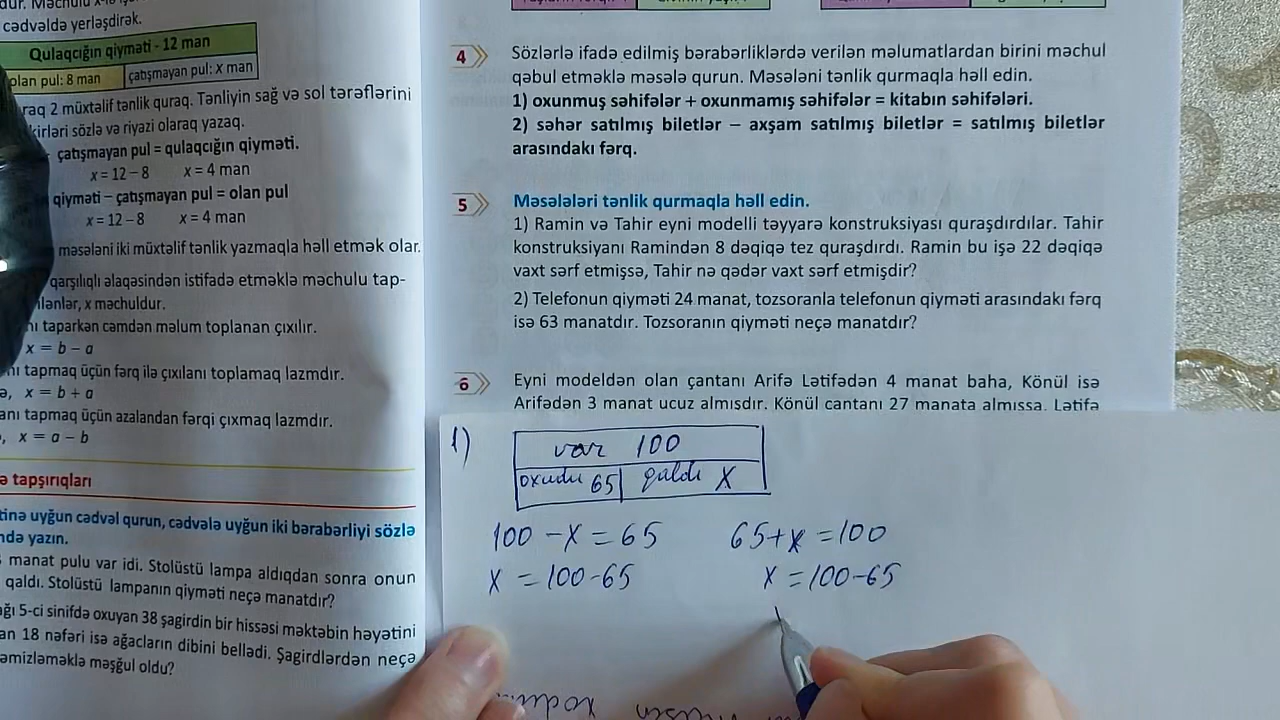 cədvəldə yerləşdirək.
Qulaqcığın qiyməti - 12 man
olan pul: 8 man
çatışmayan pul: x man
2 müxtəlif tənlik quraq. Tənliyin sağ və sol tərəflərini
sözlə və riyazi olaraq yazaq.
çatışmayan pul = qulaqcığın qiyməti.
x = 12 – 8 x = 4 man
qiyməti – çatışmayan pul = olan pul
x = 12 – 8 x = 4 man
məsələni iki müxtəlif tənlik yazmaqla həll etmək olar.
qarşılıqlı əlaqəsindən istifadə etməklə məchulu tap-
x məchuldur.
taparkən cəmdən məlum toplanan çıxılır.
x = b – a
tapmaq üçün fərq ilə çıxılanı toplamaq lazımdır.
x = b + a
tapmaq üçün azalandan fərqi çıxmaq lazımdır.
x = a – b
tapşırıqları
uyğun cədvəl qurun, cədvələ uyğun iki bərabərliyi sözlə
yazın.
manat pulu var idi. Stolüstü lampa aldıqdan sonra onun
qaldı. Stolüstü lampanın qiyməti neçə manatdır?
5-ci sinifdə oxuyan 38 şagirdin bir hissəsi məktəbin həyətini
18 nəfəri isə ağacların dibini bellədi. Şagirdlərdən neçə
məşğul oldu?
4 Sözlərlə ifadə edilmiş bərabərliklərdə verilən məlumatlardan birini məchul
qəbul etməklə məsələ qurun. Məsələni tənlik qurmaqla həll edin.
1) oxunmuş səhifələr + oxunmamış səhifələr = kitabın səhifələri.
2) səhər satılmış biletlər – axşam satılmış biletlər = satılmış biletlər
arasındakı fərq.
5 Məsələləri tənlik qurmaqla həll edin.
1) Ramin və Tahir eyni modelli təyyarə konstruksiyası quraşdırdılar. Tahir
konstruksiyanı Ramindən 8 dəqiqə tez quraşdırdı. Ramin bu işə 22 dəqiqə
vaxt sərf etmişsə, Tahir nə qədər vaxt sərf etmişdir?
2) Telefonun qiyməti 24 manat, tozsoranla telefonun qiyməti arasındakı fərq
isə 63 manatdır. Tozsoranın qiyməti neçə manatdır?
6 Eyni modeldən olan çantanı Arifə Lətifədən 4 manat baha, Könül isə
Arifədən 3 manat ucuz almışdır. Könül çantanı 27 manata almışsa, Lətifə
1) var 100
oxudu 65 qaldı x
100 - x = 65 65 + x = 100
x = 100 - 65 x = 100 - 65